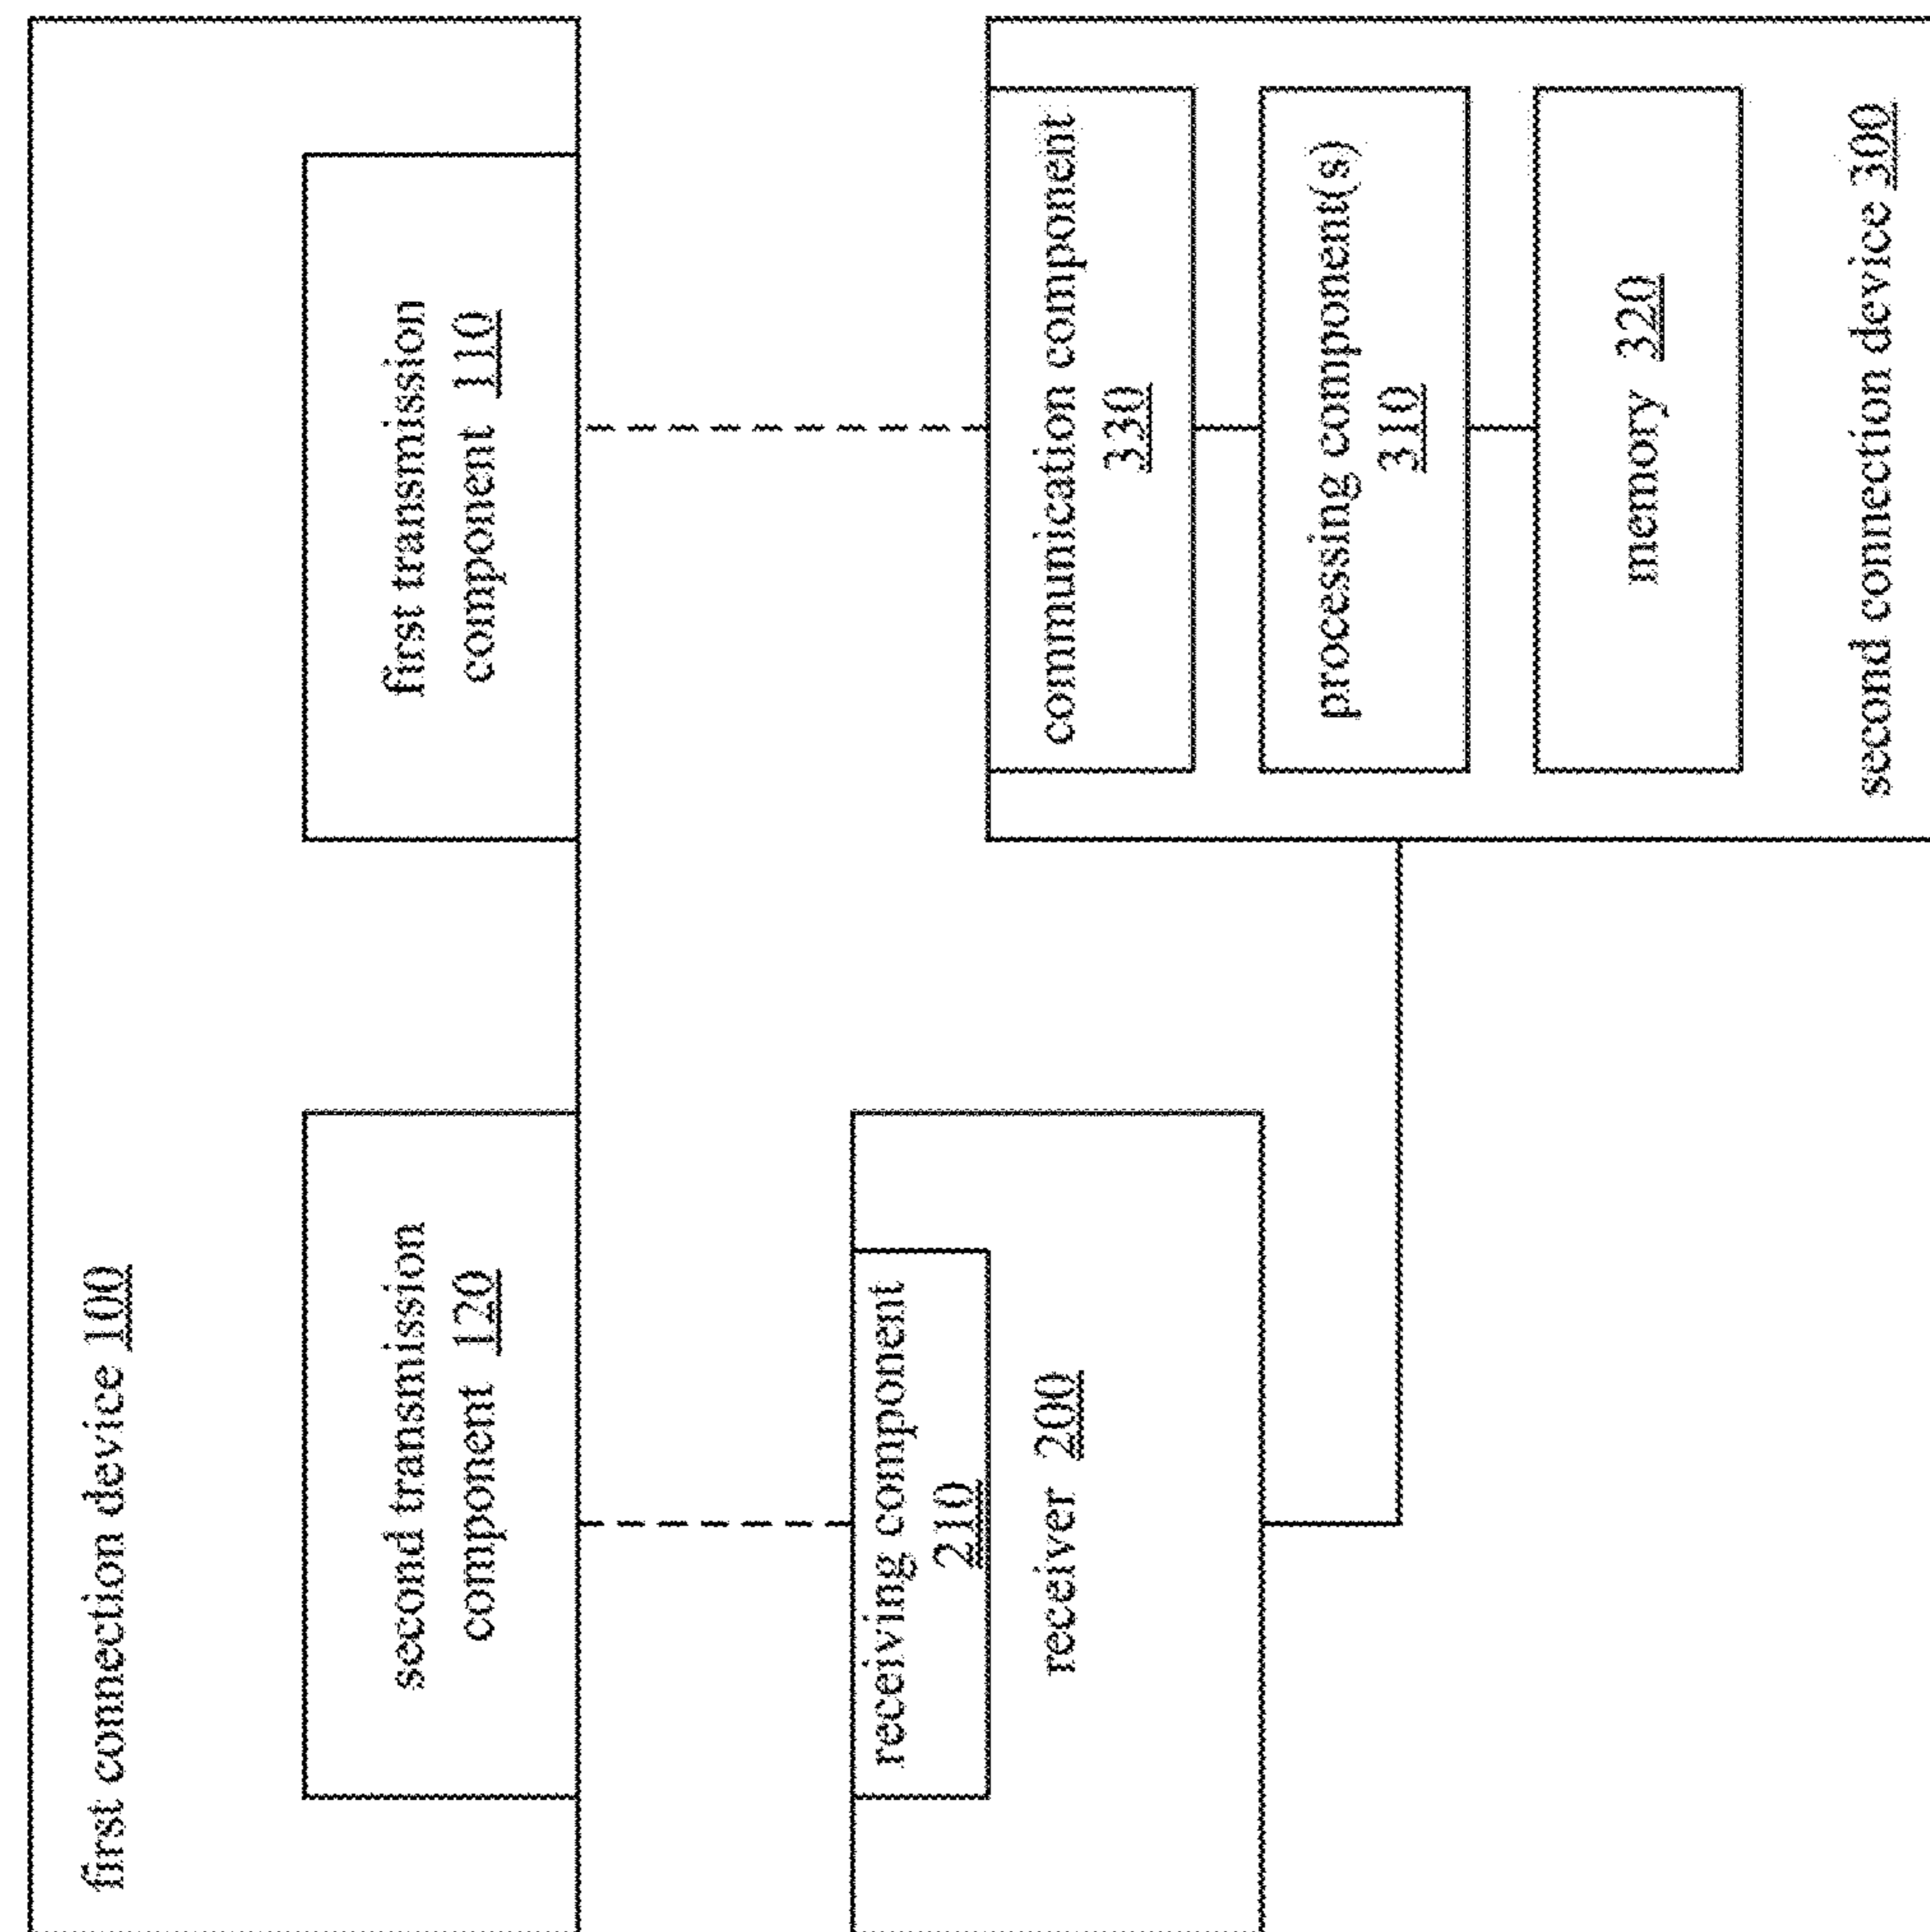 first connection device 100
second transmission
component 120
first transmission
component 110
receiving component
210
receiver 200
communication component
330
processing component(s)
310
memory 320
second connection device 300